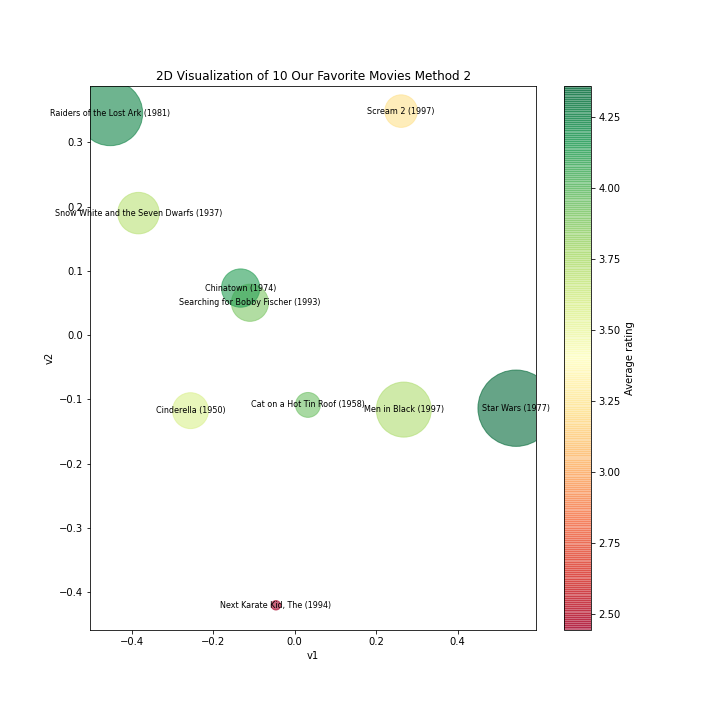 2D Visualization of 10 Our Favorite Movies Method 2
Raiders of the Lost Ark (1981)
Scream 2 (1997)
Snow White and the Seven Dwarfs (1937)
Chinatown (1974)
Searching for Bobby Fischer (1993)
Cinderella (1950)
Cat on a Hot Tin Roof (1958)
Men in Black (1997)
Star Wars (1977)
Next Karate Kid, The (1994)
0.3
0.2
0.1
0.0
−0.1
−0.2
−0.3
−0.4
v2
−0.4
−0.2
0.0
0.2
0.4
v1
4.25
4.00
3.75
3.50
3.25
3.00
2.75
2.50
Average rating